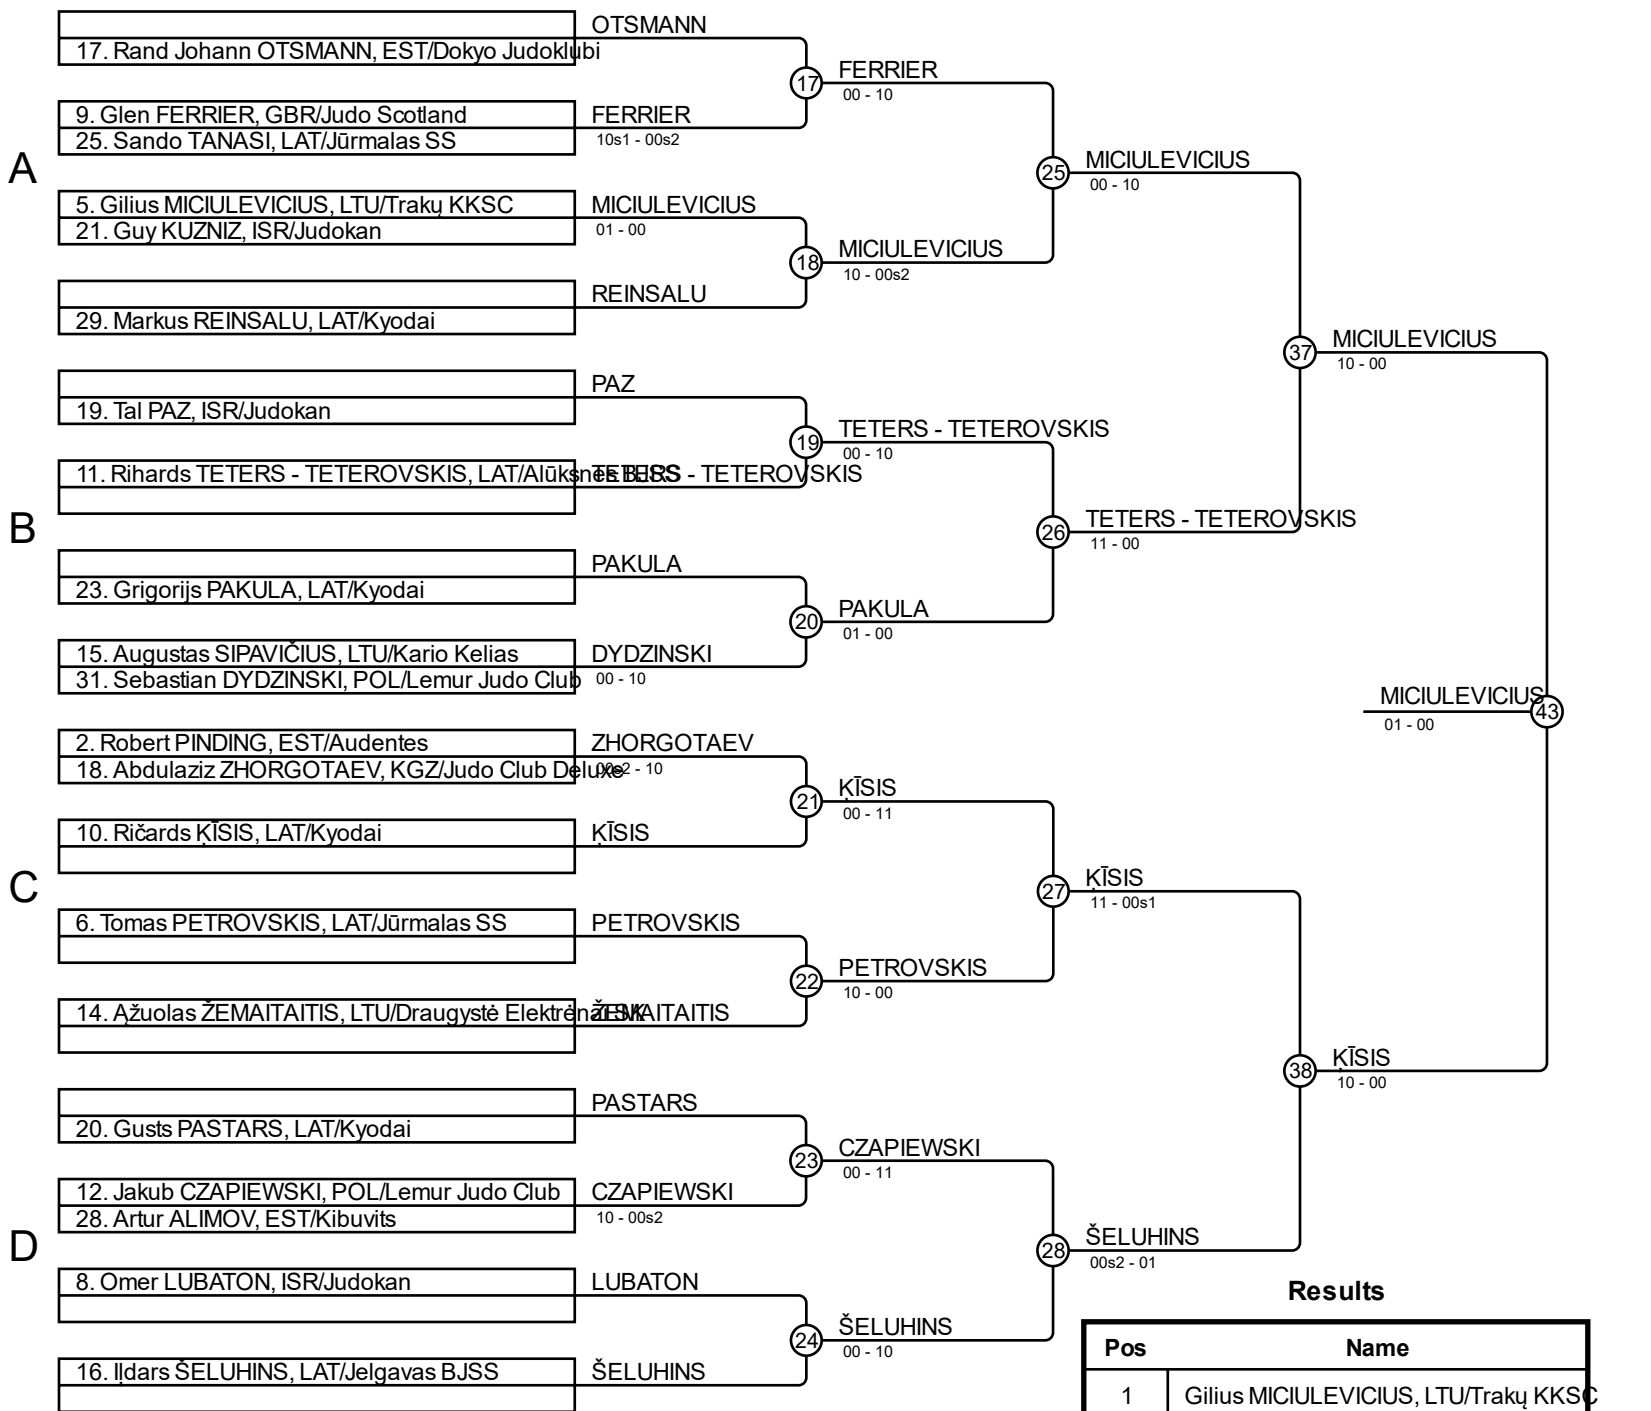 OTSMANN
17. Rand Johann OTSMANN, EST/Dokyo Judoklubi
17
FERRIER
00 - 10
9. Glen FERRIER, GBR/Judo Scotland
FERRIER
25. Sando TANASI, LAT/Jūrmalas SS
10s1 - 00s2
A
25
MICIULEVICIUS
00 - 10
5. Gilius MICIULEVICIUS, LTU/Trakų KKSC
MICIULEVICIUS
21. Guy KUZNIZ, ISR/Judokan
01 - 00
18
MICIULEVICIUS
10 - 00s2
REINSALU
29. Markus REINSALU, LAT/Kyodai
37
MICIULEVICIUS
10 - 00
PAZ
19. Tal PAZ, ISR/Judokan
19
TETERS - TETEROVSKIS
00 - 10
11. Rihards TETERS - TETEROVSKIS, LAT/Alūksnes BJSS
TETERS - TETEROVSKIS
B
26
TETERS - TETEROVSKIS
11 - 00
PAKULA
23. Grigorijs PAKULA, LAT/Kyodai
20
PAKULA
01 - 00
15. Augustas SIPAVIČIUS, LTU/Kario Kelias
DYDZINSKI
31. Sebastian DYDZINSKI, POL/Lemur Judo Club
00 - 10
MICIULEVICIUS
43
01 - 00
2. Robert PINDING, EST/Audentes
ZHORGOTAEV
18. Abdulaziz ZHORGOTAEV, KGZ/Judo Club Deluxe
00s2 - 10
21
ĶĪSIS
00 - 11
10. Ričards ĶĪSIS, LAT/Kyodai
ĶĪSIS
C
27
ĶĪSIS
11 - 00s1
6. Tomas PETROVSKIS, LAT/Jūrmalas SS
PETROVSKIS
22
PETROVSKIS
10 - 00
14. Ąžuolas ŽEMAITAITIS, LTU/Draugystė Elektrėnai SK
ŽEMAITAITIS
38
ĶĪSIS
10 - 00
PASTARS
20. Gusts PASTARS, LAT/Kyodai
23
CZAPIEWSKI
00 - 11
12. Jakub CZAPIEWSKI, POL/Lemur Judo Club
CZAPIEWSKI
28. Artur ALIMOV, EST/Kibuvits
10 - 00s2
D
28
ŠELUHINS
00s2 - 01
8. Omer LUBATON, ISR/Judokan
LUBATON
24
ŠELUHINS
00 - 10
16. Iļdars ŠELUHINS, LAT/Jelgavas BJSS
ŠELUHINS
Results
Pos Name
1 Gilius MICIULEVICIUS, LTU/Trakų KKSC